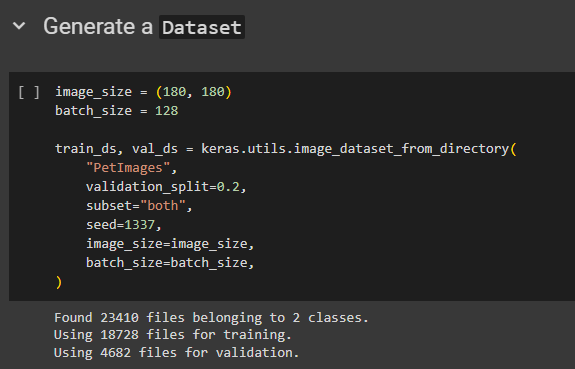 Generate a Dataset
[ ] image_size = (180, 180)
batch_size = 128
train_ds, val_ds = keras.utils.image_dataset_from_directory(
    "PetImages",
    validation_split=0.2,
    subset="both",
    seed=1337,
    image_size=image_size,
    batch_size=batch_size,
)
Found 23410 files belonging to 2 classes.
Using 18728 files for training.
Using 4682 files for validation.